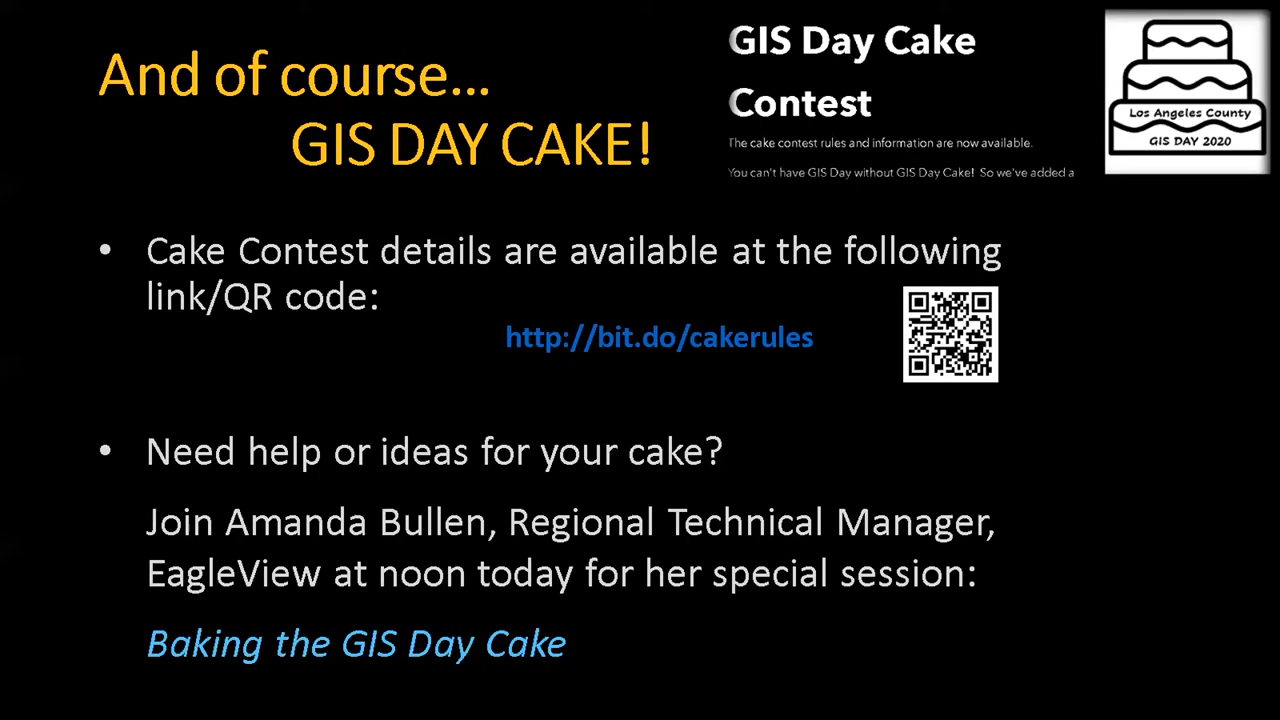 And of course...
GIS DAY CAKE!
GIS Day Cake
Contest
The cake contest rules and information are now available.
You can't have GIS Day without GIS Day Cake! So we've added a
Los Angeles County
GIS DAY 2020
• Cake Contest details are available at the following
link/QR code:
http://bit.do/cakerules
• Need help or ideas for your cake?
Join Amanda Bullen, Regional Technical Manager,
EagleView at noon today for her special session:
Baking the GIS Day Cake